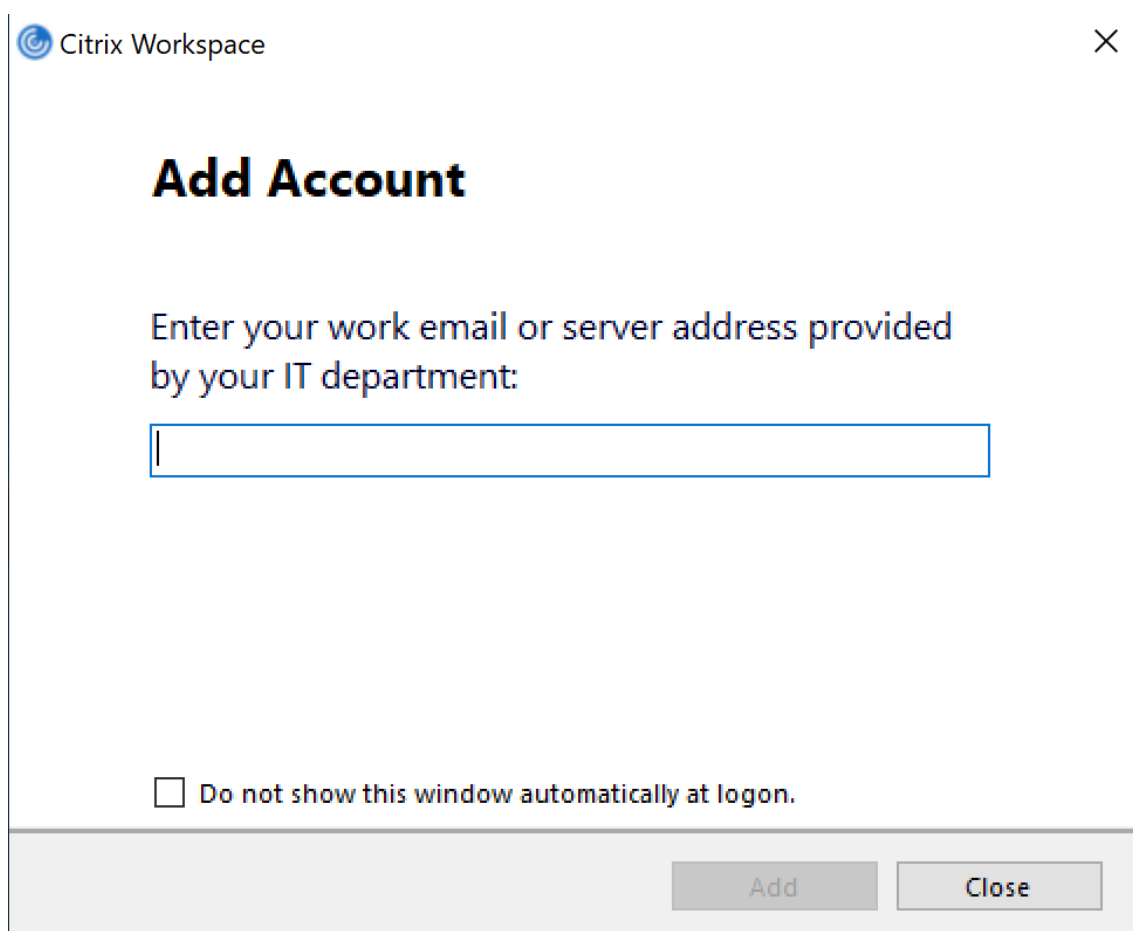 Citrix Workspace
Add Account
Enter your work email or server address provided
by your IT department:
Do not show this window automatically at logon.
Add
Close